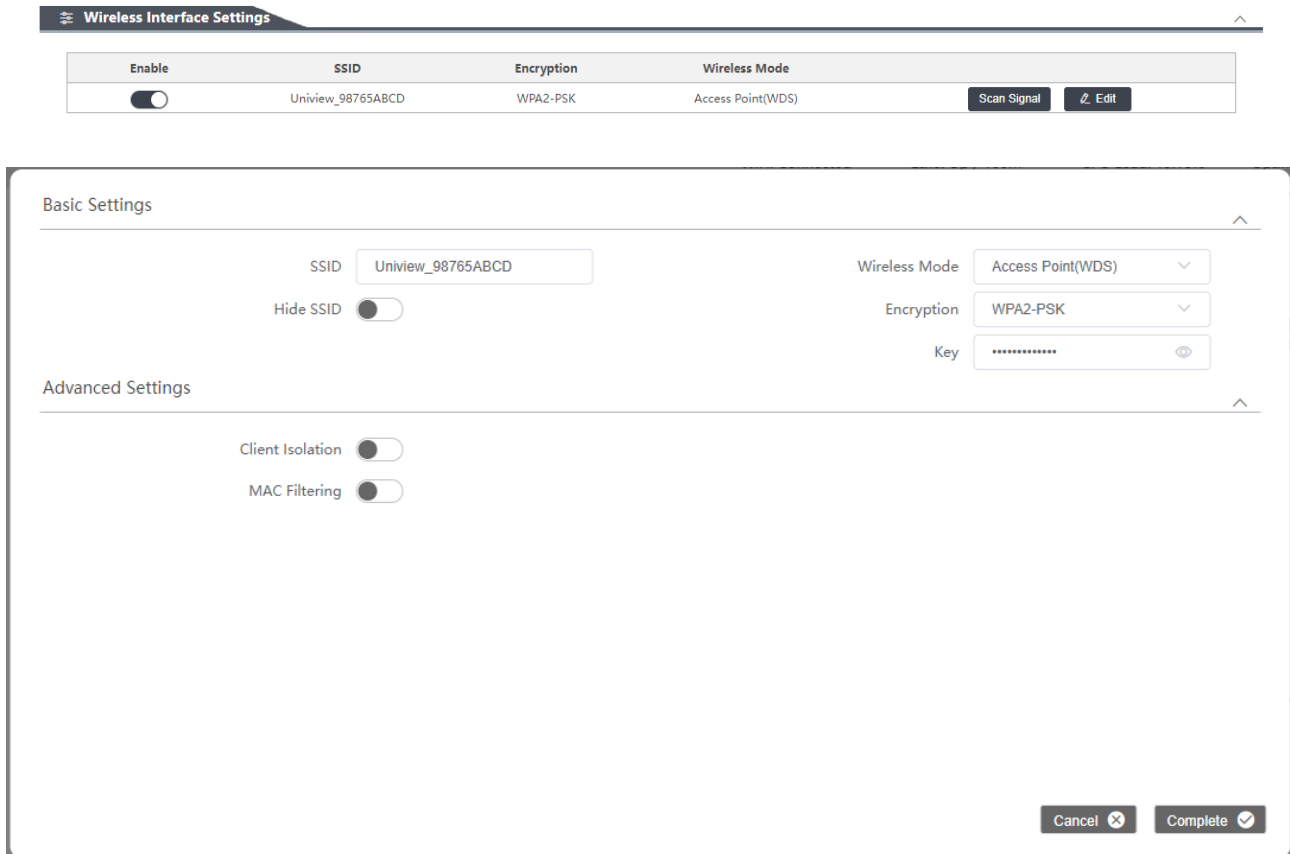 Wireless Interface Settings
Enable SSID Encryption Wireless Mode
Uniview_98765ABCD WPA2-PSK Access Point(WDS) Scan Signal Edit
Basic Settings
SSID Uniview_98765ABCD Wireless Mode Access Point(WDS)
Hide SSID Encryption WPA2-PSK
Key •••••••••••••
Advanced Settings
Client Isolation
MAC Filtering
Cancel Complete